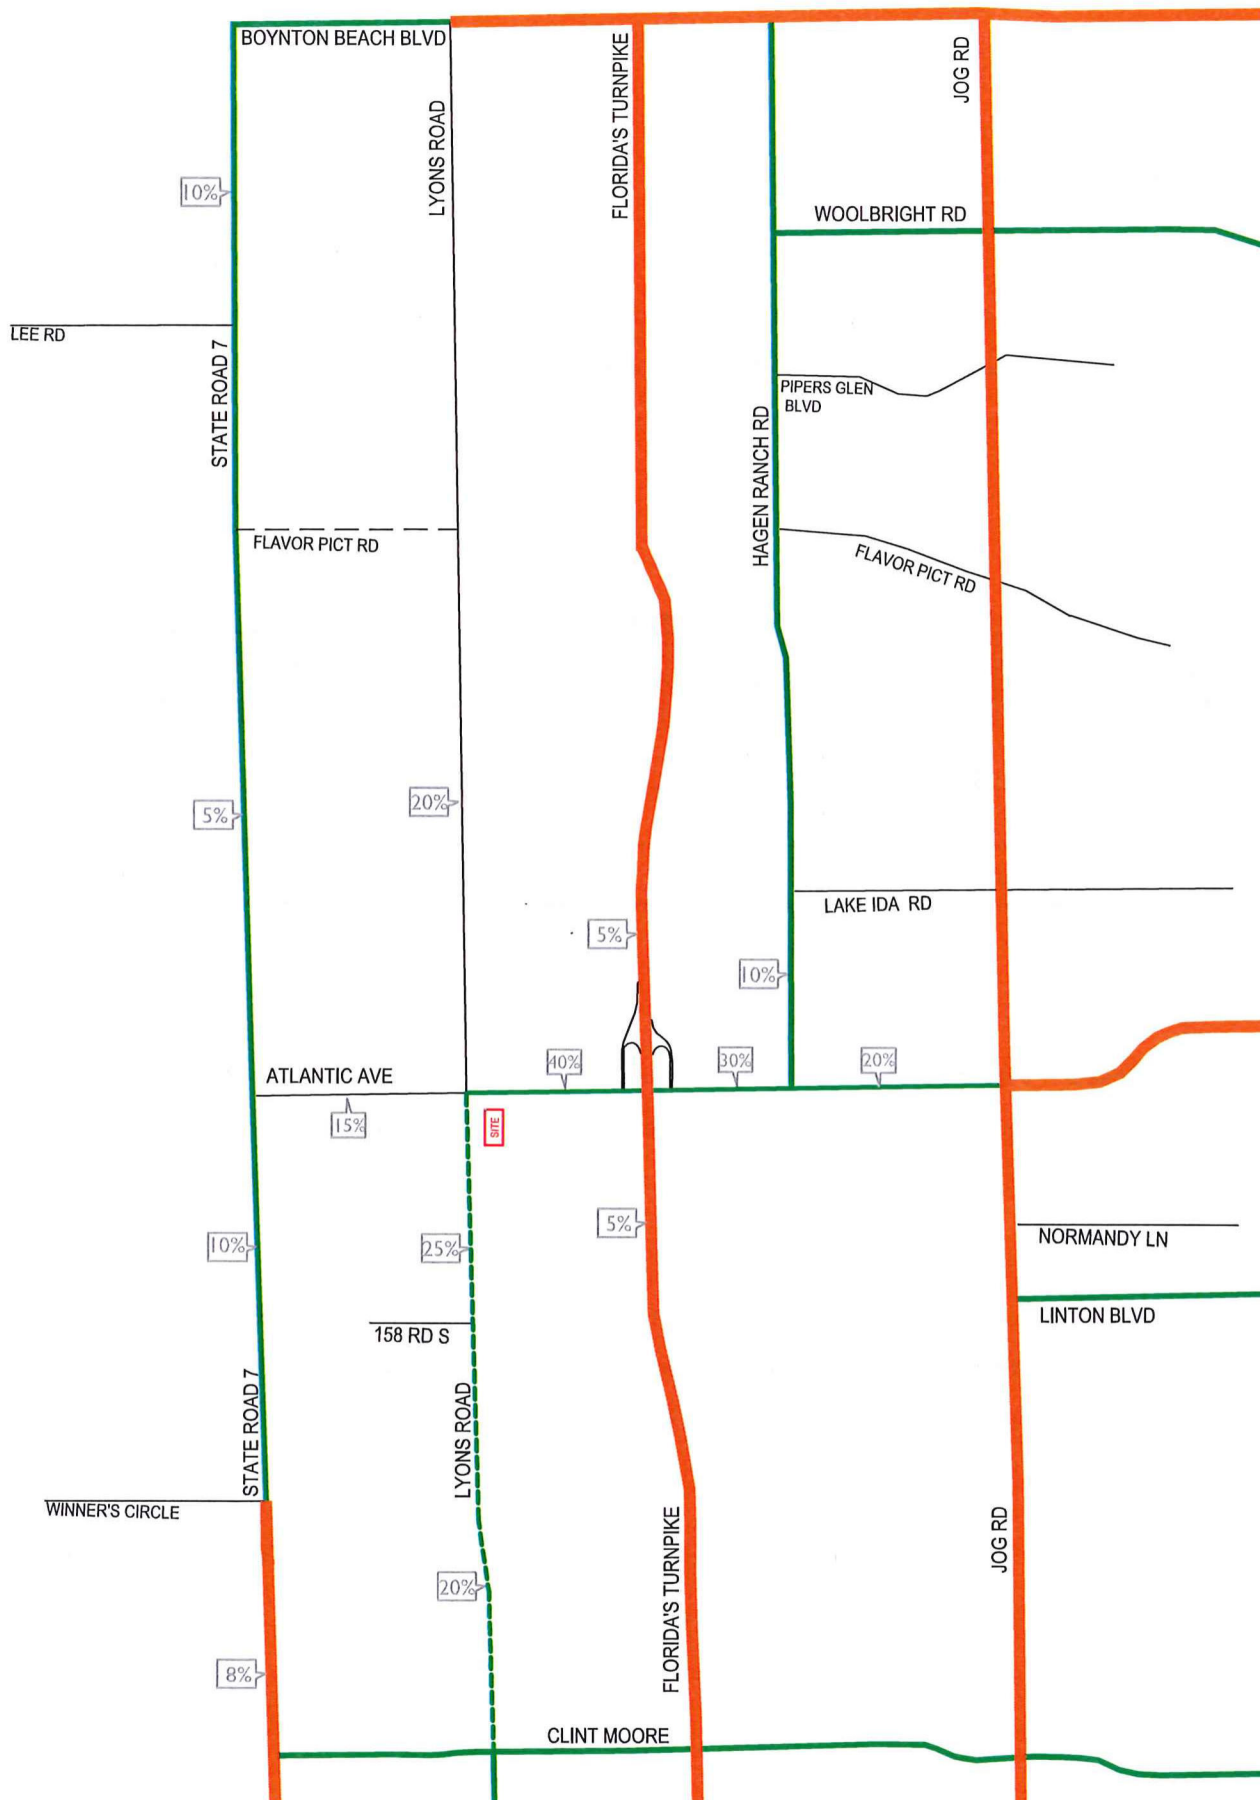 BOYNTON BEACH BLVD
LYONS ROAD
FLORIDA'S TURNPIKE
JOG RD
10%
WOOLBRIGHT RD
LEE RD
STATE ROAD 7
PIPERS GLEN
BLVD
HAGEN RANCH RD
FLAVOR PICT RD
FLAVOR PICT RD
5%
20%
LAKE IDA RD
5%
10%
ATLANTIC AVE
40%
30%
20%
15%
SITE
10%
25%
5%
NORMANDY LN
158 RD S
LINTON BLVD
STATE ROAD 7
LYONS ROAD
WINNER'S CIRCLE
FLORIDA'S TURNPIKE
JOG RD
20%
8%
CLINT MOORE